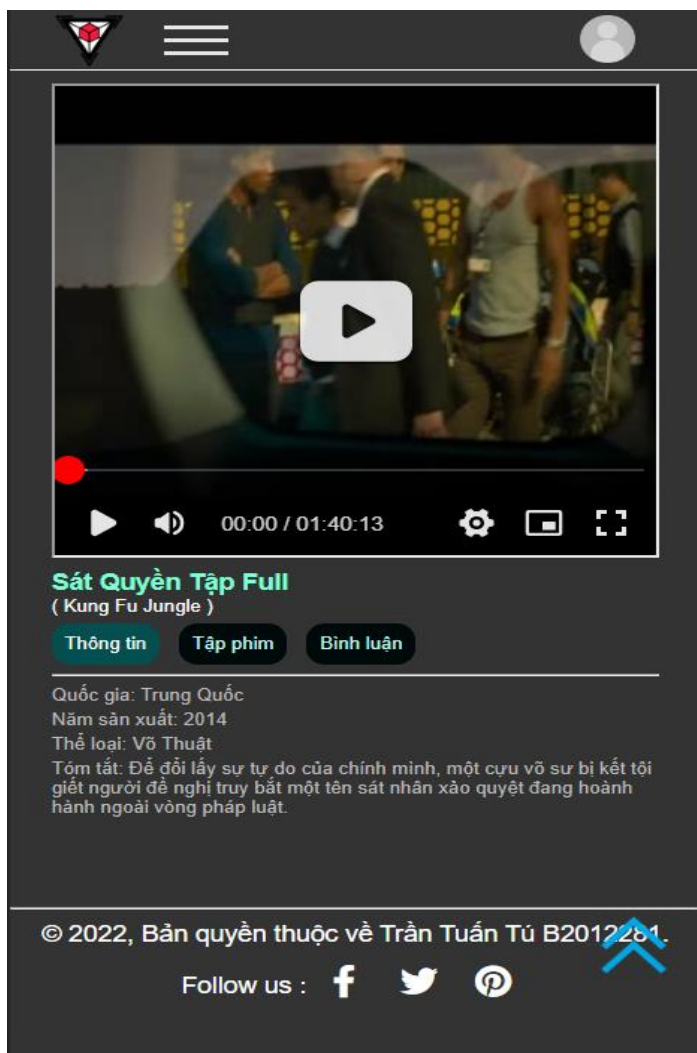 00:00 / 01:40:13
Sát Quyền Tập Full
( Kung Fu Jungle )
Thông tin Tập phim Bình luận
Quốc gia: Trung Quốc
Năm sản xuất: 2014
Thể loại: Võ Thuật
Tóm tắt: Để đổi lấy sự tự do của chính mình, một cựu võ sư bị kết tội
giết người đề nghị truy bắt một tên sát nhân xảo quyệt đang hoành
hành ngoài vòng pháp luật.
© 2022, Bản quyền thuộc về Trần Tuấn Tú B2012281.
Follow us :